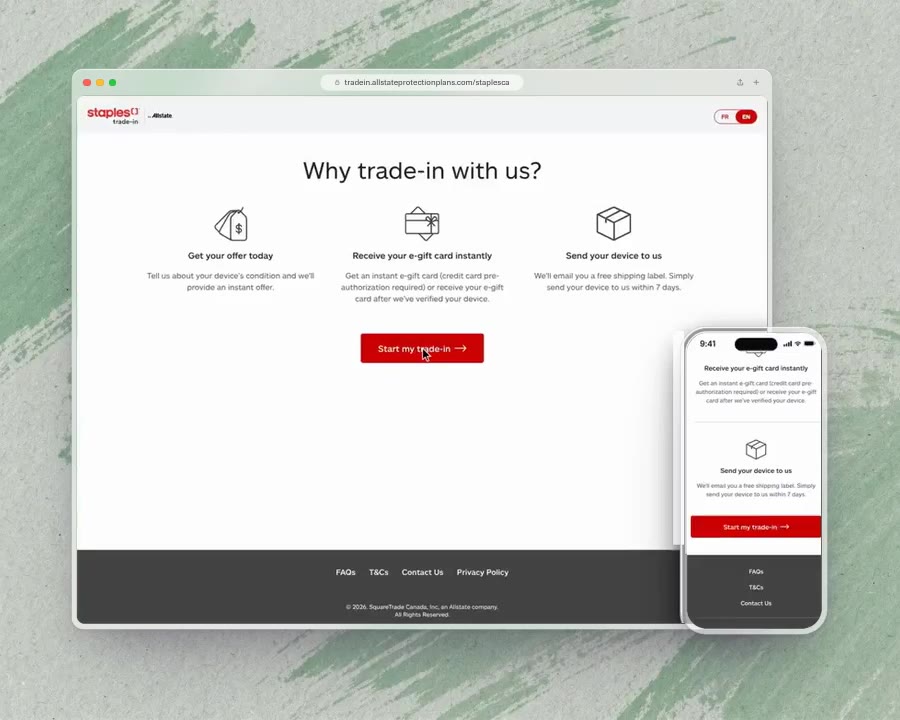 tradein.allstateprotectionplans.com/staplesca
staples
trade-in
by Allstate
FR EN
Why trade-in with us?
Get your offer today
Tell us about your device's condition and we'll
provide an instant offer.
Receive your e-gift card instantly
Get an instant e-gift card (credit card pre-
authorization required) or receive your e-gift
card after we've verified your device.
Send your device to us
We'll email you a free shipping label. Simply
send your device to us within 7 days.
Start my trade-in →
FAQs T&Cs Contact Us Privacy Policy
© 2026. SquareTrade Canada, Inc, an Allstate company.
All Rights Reserved.
9:41
Receive your e-gift card instantly
Get an instant e-gift card (credit card pre-
authorization required) or receive your e-gift
card after we've verified your device.
Send your device to us
We'll email you a free shipping label. Simply
send your device to us within 7 days.
Start my trade-in →
FAQs
T&Cs
Contact Us